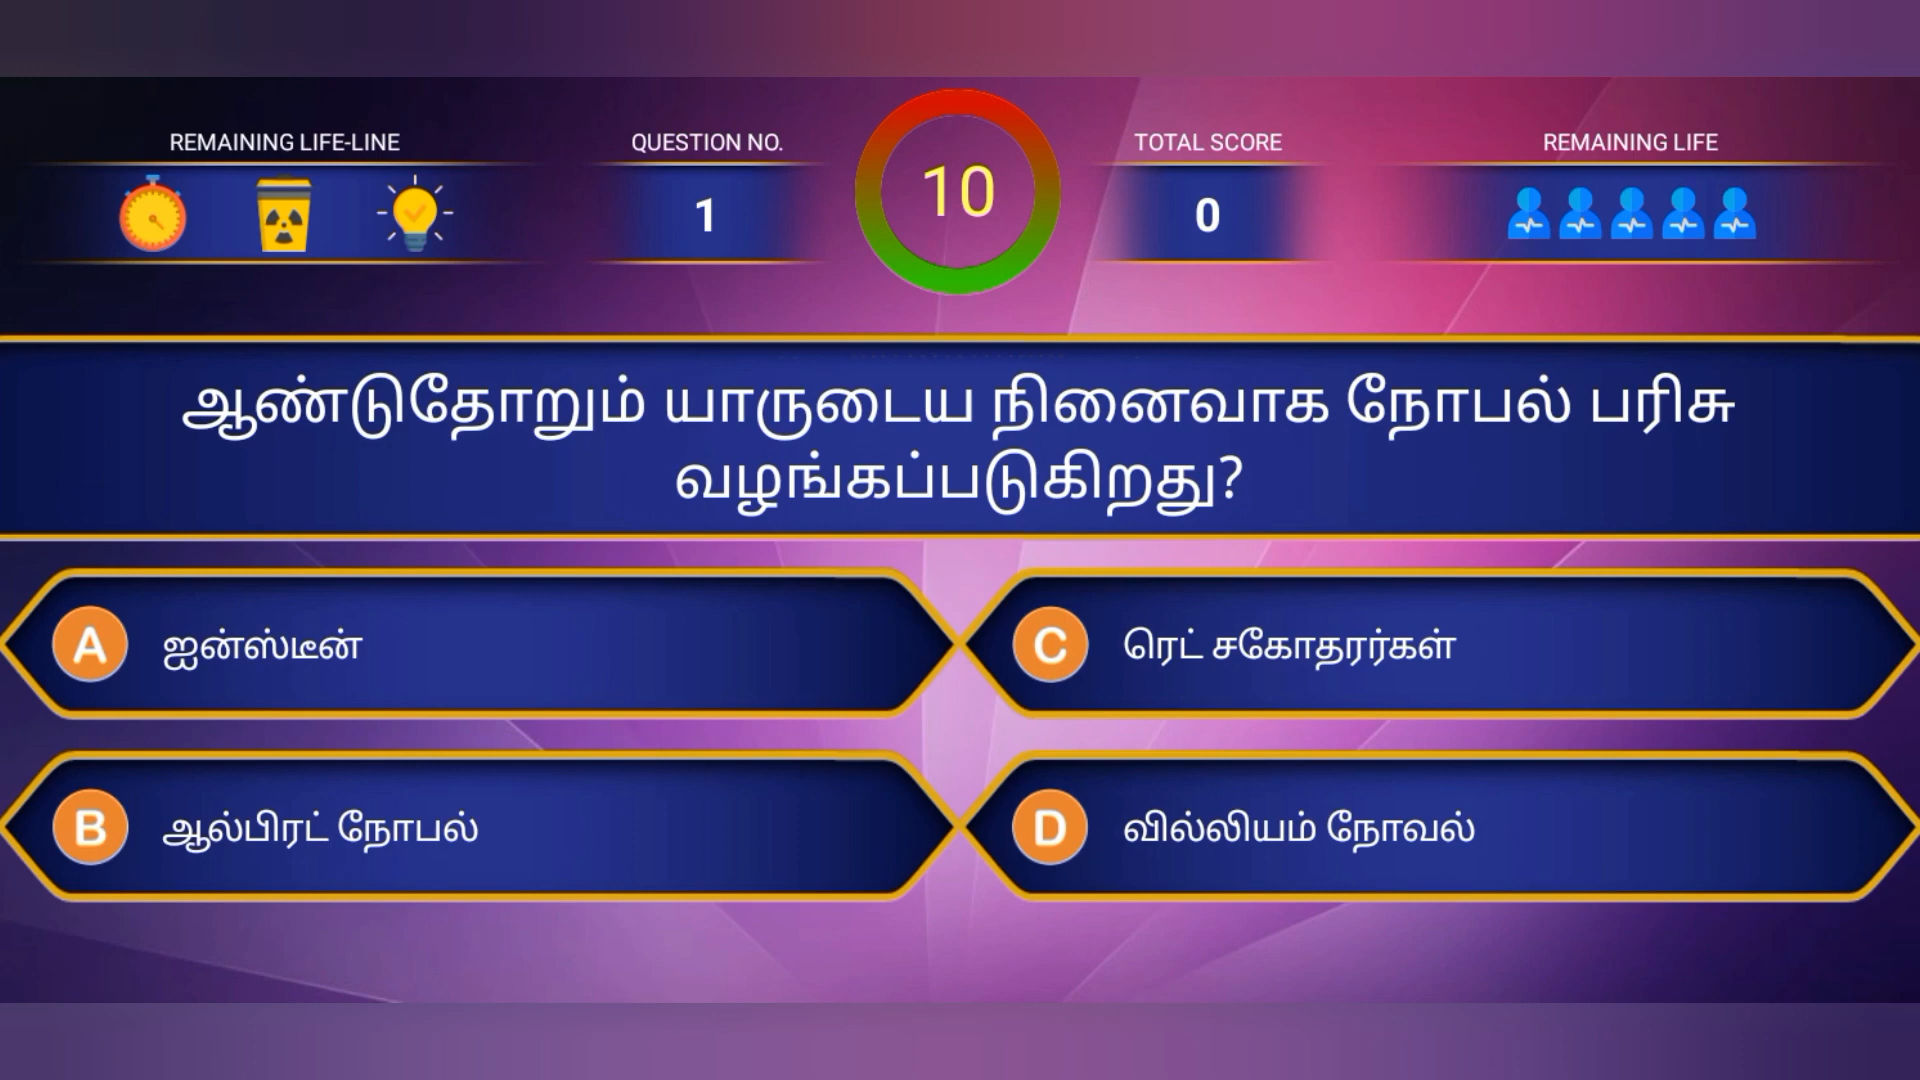 REMAINING LIFE-LINE
QUESTION NO.
1
10
TOTAL SCORE
0
REMAINING LIFE
ஆண்டுதோறும் யாருடைய நினைவாக நோபல் பரிசு
வழங்கப்படுகிறது?
A ஐன்ஸ்டீன்
C ரெட் சகோதரர்கள்
B ஆல்பிரட் நோபல்
D வில்லியம் நோவல்